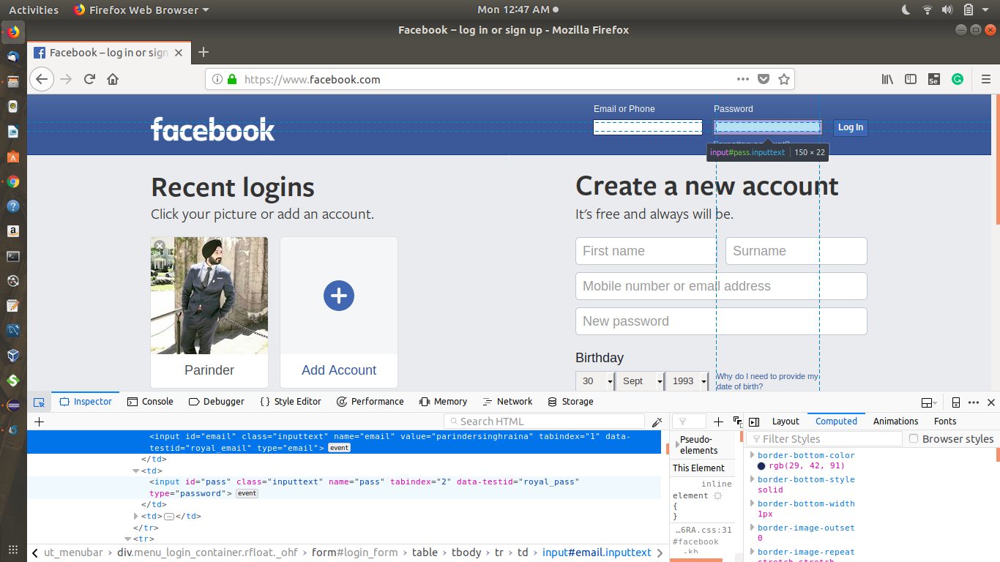 Activities Firefox Web Browser Mon 12:47 AM
Facebook – log in or sign up - Mozilla Firefox
Facebook – log in or sign
https://www.facebook.com
Se
Email or Phone Password
facebook Log In
input#pass.inputtext 150 × 22
Recent logins
Click your picture or add an account.
Parinder Add Account
Create a new account
It's free and always will be.
First name Surname
Mobile number or email address
New password
Birthday
30 Sept 1993
Why do I need to provide my
date of birth?
Inspector Console Debugger { } Style Editor Performance Memory Network Storage
+ Search HTML
<input id="email" class="inputtext" name="email" value="parindersinghraina" tabindex="1" data-
testid="royal_email" type="email"> event
</td>
<td>
<input id="pass" class="inputtext" name="pass" tabindex="2" data-testid="royal_pass"
type="password"> event
</td>
<td> </td>
</tr>
<tr>
ut_menubar div.menu_login_container.rfloat._ohf form#login_form table tbody tr td input#email.inputtext
Pseudo-
elements
This Element
inline
element
{
}
…6RA.css:31
#facebook
Layout Computed Animations Fonts
Filter Styles Browser styles
border-bottom-color
rgb(29, 42, 91)
border-bottom-style
solid
border-bottom-width
1px
border-image-outset
0
border-image-repeat
stretch stretch